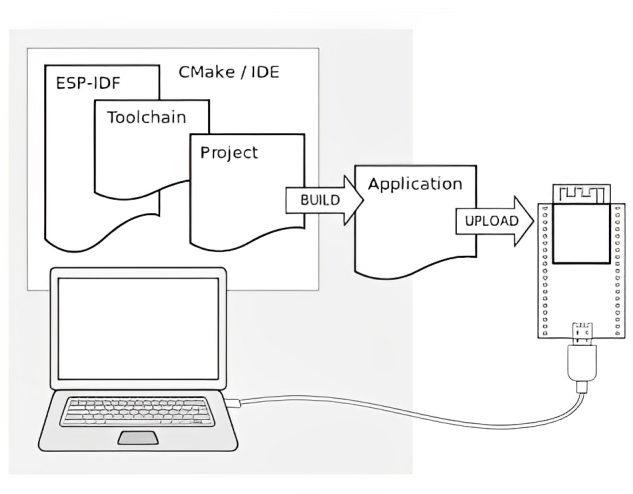 ESP-IDF
CMake / IDE
Toolchain
Project
BUILD
Application
UPLOAD